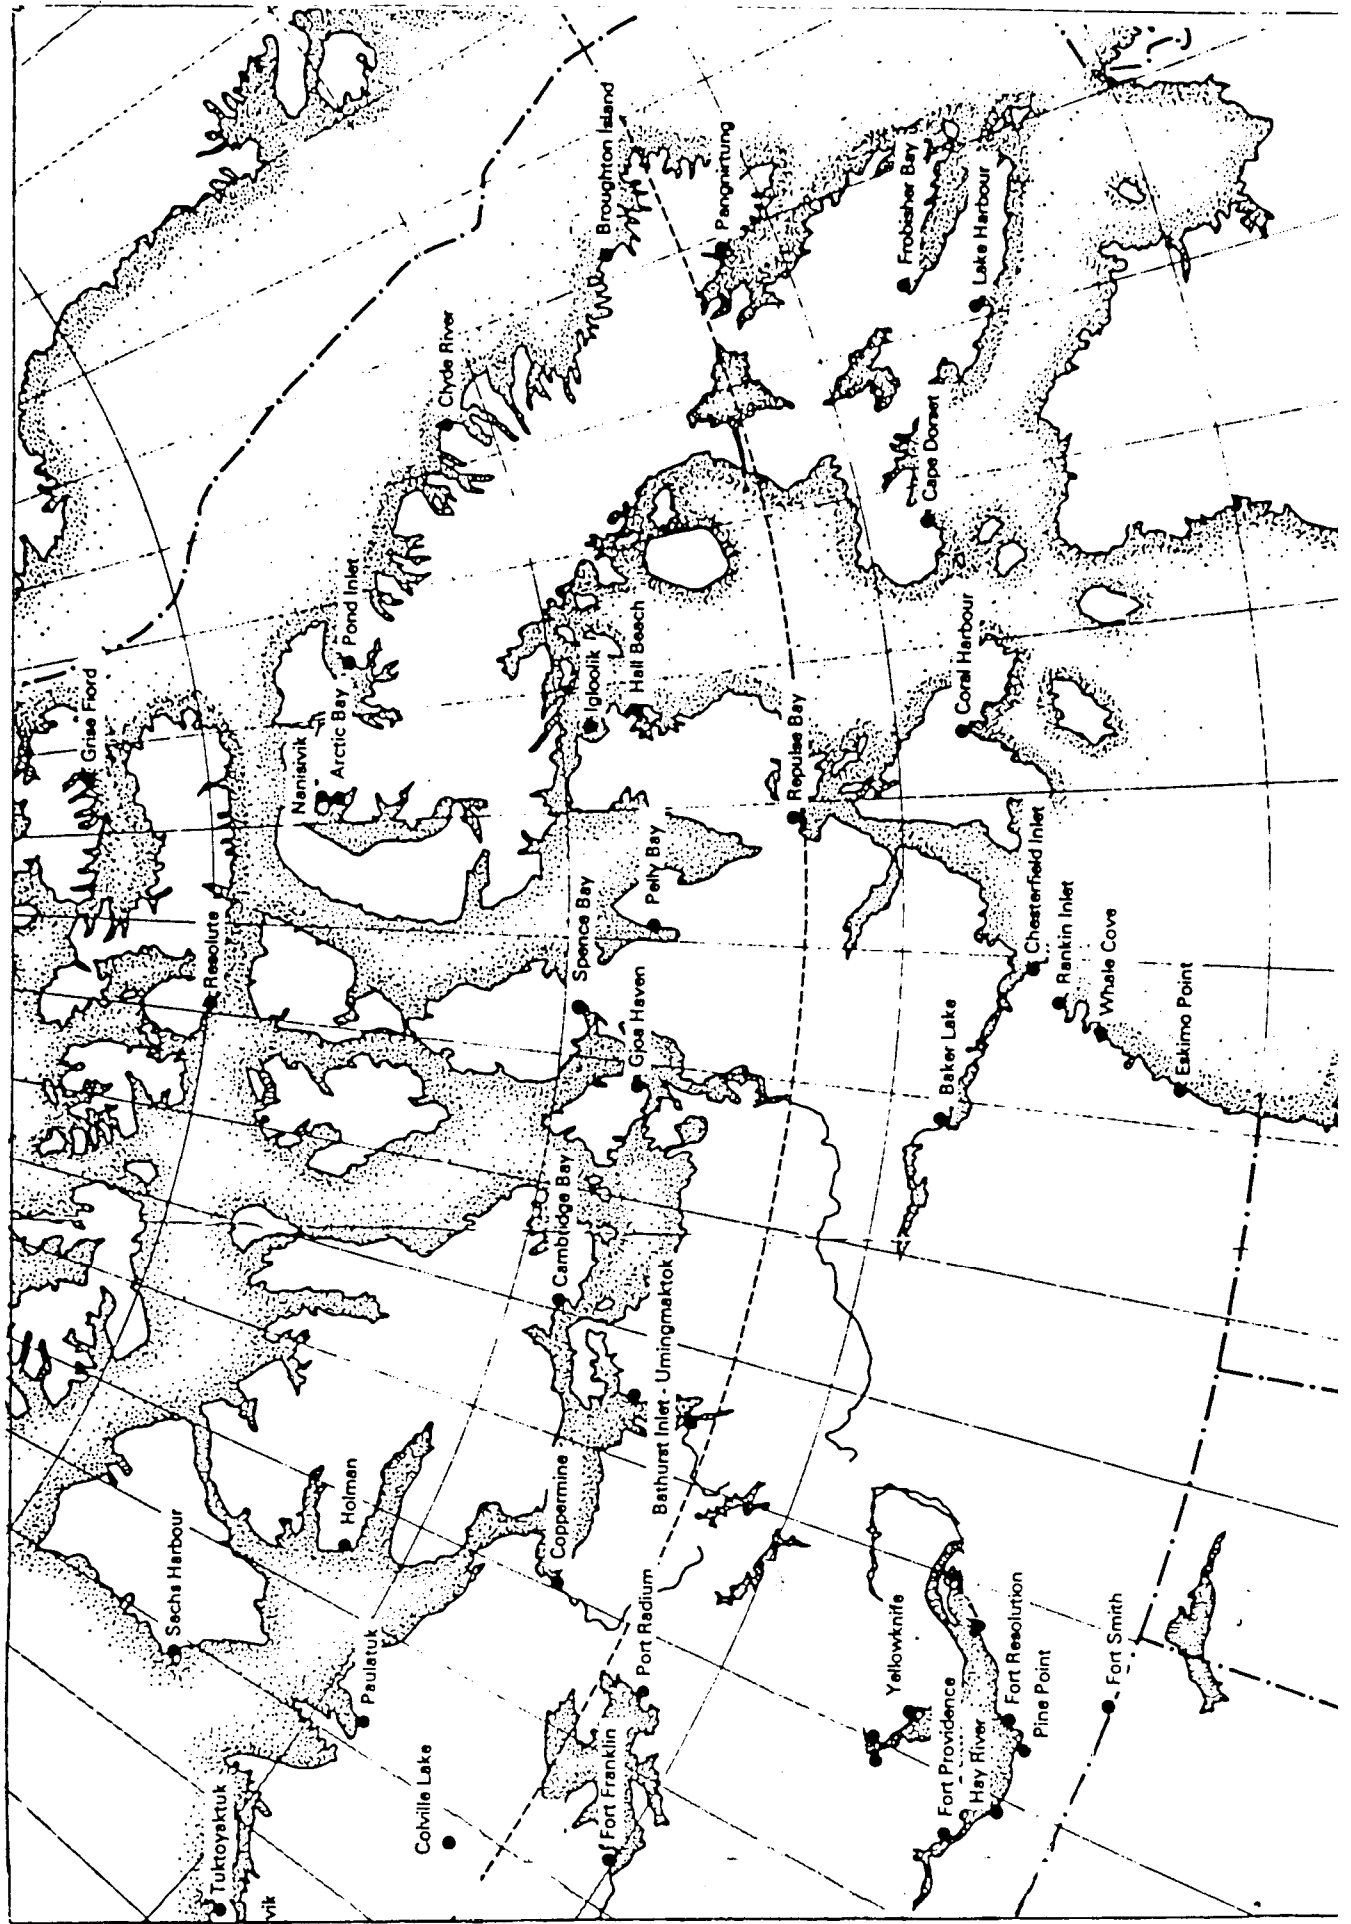 Tuktoyaktuk
vik
Sachs Harbour
Paulatuk
Colville Lake
Fort Franklin
Port Radium
Holman
Coppermine
Bathurst Inlet - Umingmaktok
Cambridge Bay
Yellowknife
Fort Providence
Hay River
Fort Resolution
Pine Point
Fort Smith
Grise Fiord
Resolute
Nanisivik
Arctic Bay
Pond Inlet
Clyde River
Broughton Island
Pangnirtung
Igloolik
Hall Beach
Spence Bay
Pelly Bay
Gjoa Haven
Repulse Bay
Frobisher Bay
Lake Harbour
Cape Dorset
Coral Harbour
Chesterfield Inlet
Rankin Inlet
Whale Cove
Baker Lake
Eskimo Point